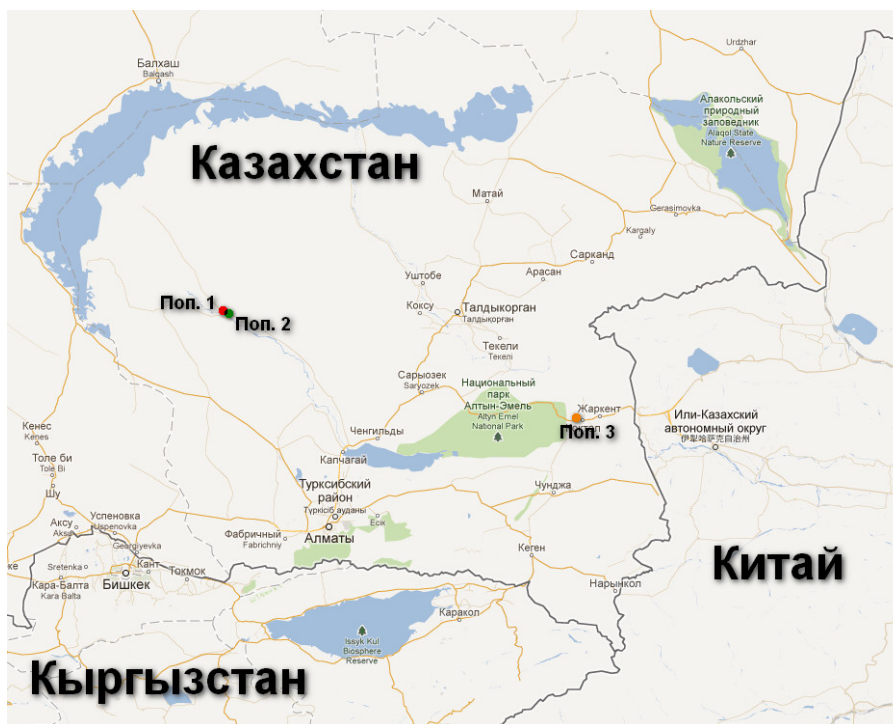 Urdzhar
Балхаш
Balqash
Алакольский
природный
заповедник
Alaqol State
Nature Reserve
Казахстан
Матай
Gerasimovka
Kargaly
Сарканд
Арасан
Уштобе
Коксу
Талдыкорган
Талдықорған
Поп. 1
Поп. 2
Текели
Tekeli
Сарыозек
Saryozek
Национальный
парк
Алтын-Эмель
Altyn Emel
National Park
Жаркент
Поп. 3
Или-Казахский
автономный округ
伊犁哈萨克自治州
Кенес
Kenes
Ченгильды
Капчагай
Толе би
Tole Bi
Шу
Чунджа
Турксибский
район
Түрксіб ауданы
Аксу
Успеновка
Uspenovka
Georgiyevka
Фабричный
Fabrichniy
Алматы
Есік
Sretenka
Кант
Токмок
Кара-Балта
Kara Balta
Бишкек
Кеген
Нарынкол
Китай
Каракол
Issyk Kul
Biosphere
Reserve
Кыргызстан